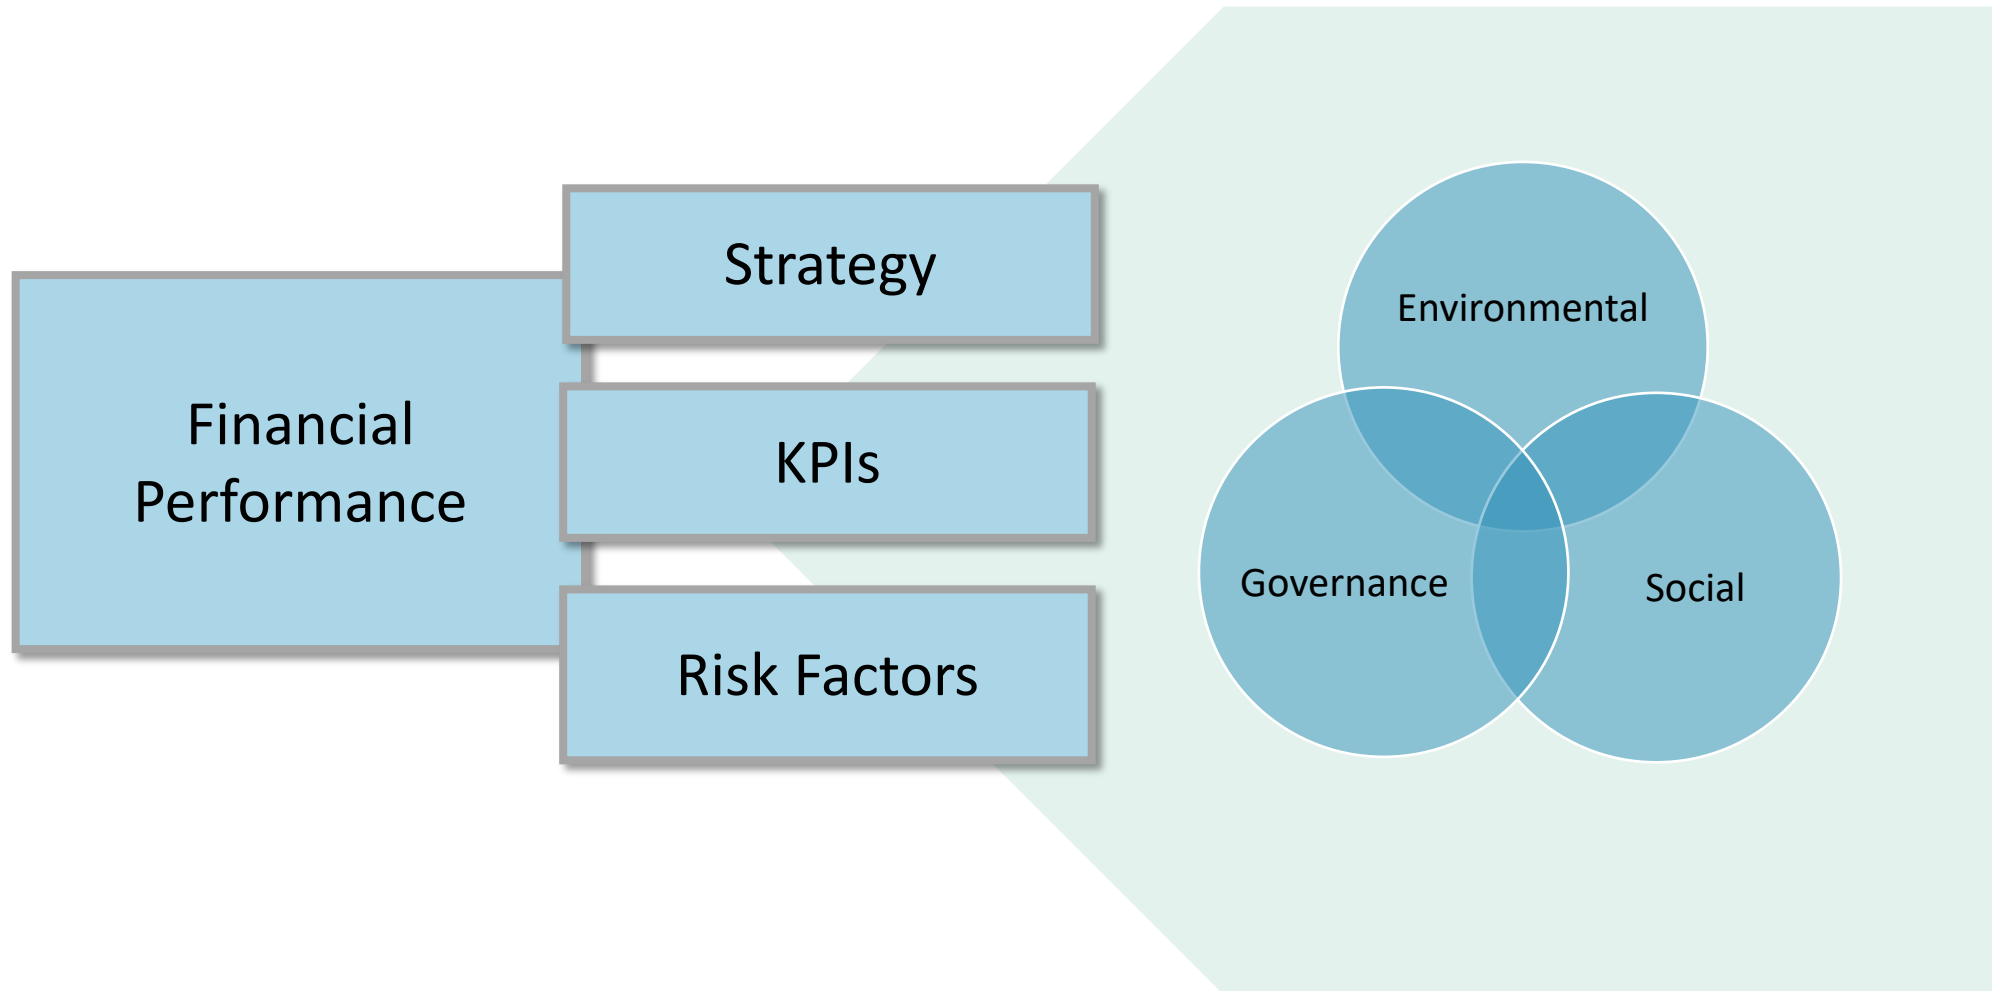 Financial
Performance
Strategy
KPIs
Risk Factors
Environmental
Governance
Social